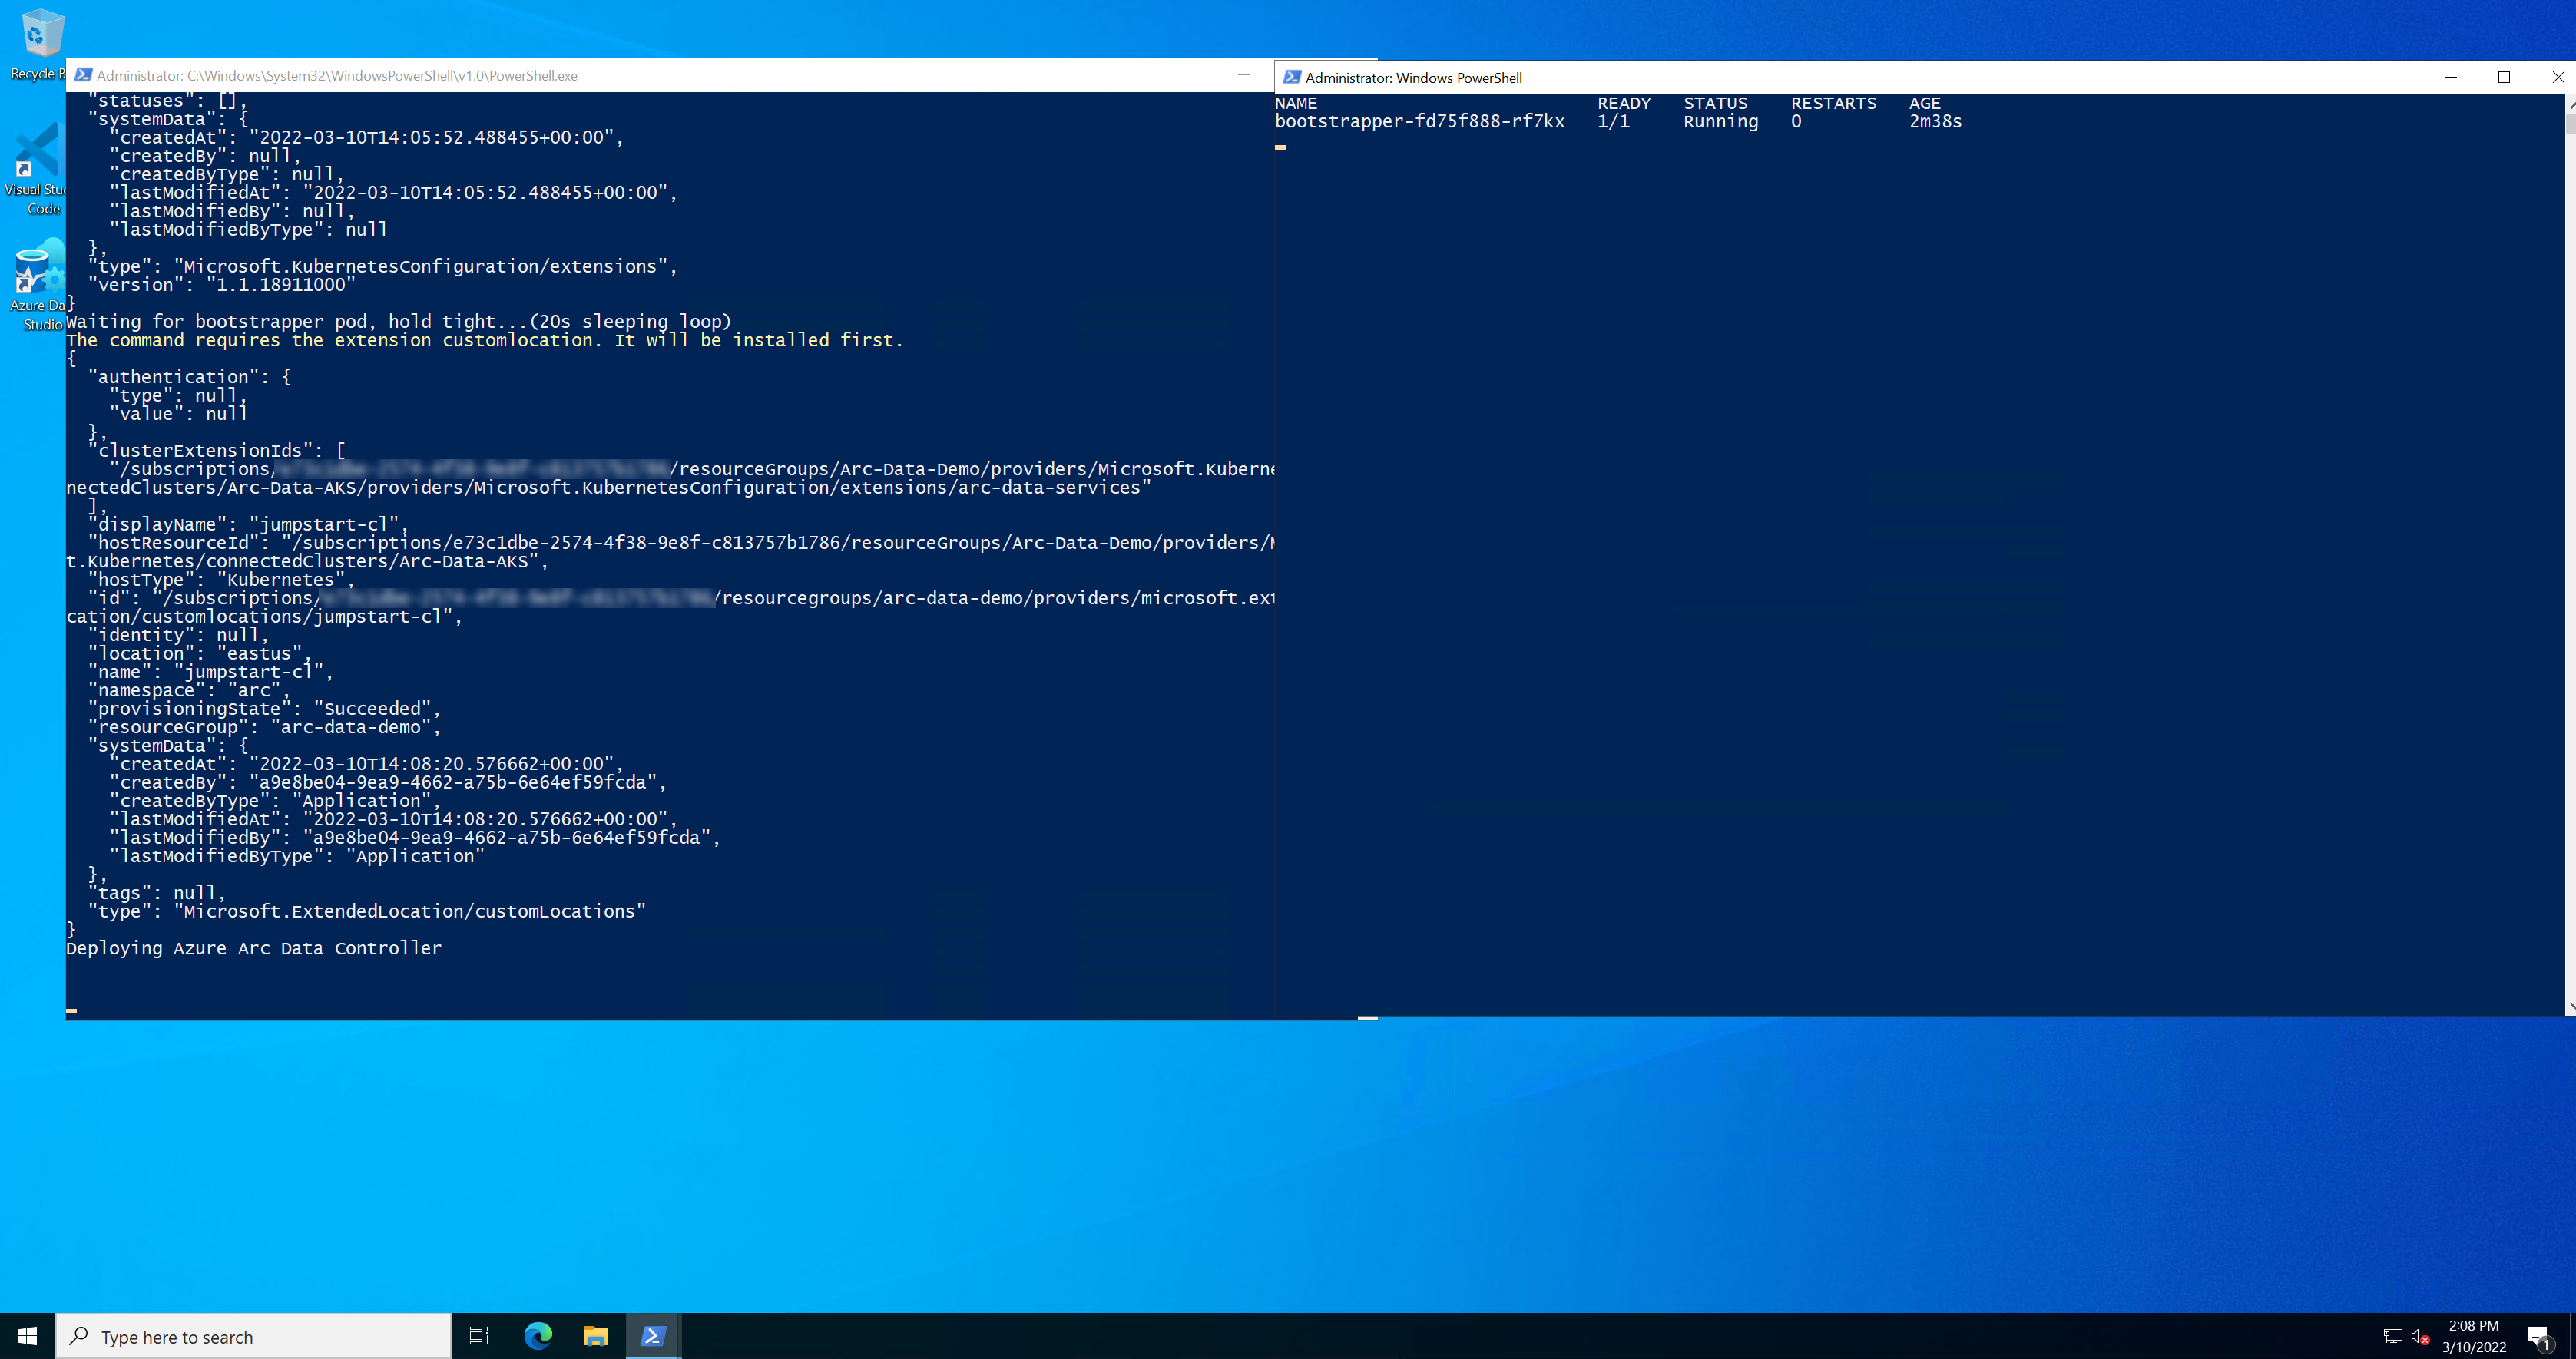 Recycle B
Visual Stud
Code
Azure Da
Studio
Administrator: C:\Windows\System32\WindowsPowerShell\v1.0\PowerShell.exe
  "statuses": [],
  "systemData": {
    "createdAt": "2022-03-10T14:05:52.488455+00:00",
    "createdBy": null,
    "createdByType": null,
    "lastModifiedAt": "2022-03-10T14:05:52.488455+00:00",
    "lastModifiedBy": null,
    "lastModifiedByType": null
  },
  "type": "Microsoft.KubernetesConfiguration/extensions",
  "version": "1.1.18911000"
}
Waiting for bootstrapper pod, hold tight...(20s sleeping loop)
The command requires the extension customlocation. It will be installed first.
{
  "authentication": {
    "type": null,
    "value": null
  },
  "clusterExtensionIds": [
    "/subscriptions/ /resourceGroups/Arc-Data-Demo/providers/Microsoft.Kuberne
nectedClusters/Arc-Data-AKS/providers/Microsoft.KubernetesConfiguration/extensions/arc-data-services"
  ],
  "displayName": "jumpstart-cl",
  "hostResourceId": "/subscriptions/e73c1dbe-2574-4f38-9e8f-c813757b1786/resourceGroups/Arc-Data-Demo/providers/M
t.Kubernetes/connectedClusters/Arc-Data-AKS",
  "hostType": "Kubernetes",
  "id": "/subscriptions/ /resourcegroups/arc-data-demo/providers/microsoft.ext
cation/customlocations/jumpstart-cl",
  "identity": null,
  "location": "eastus",
  "name": "jumpstart-cl",
  "namespace": "arc",
  "provisioningState": "Succeeded",
  "resourceGroup": "arc-data-demo",
  "systemData": {
    "createdAt": "2022-03-10T14:08:20.576662+00:00",
    "createdBy": "a9e8be04-9ea9-4662-a75b-6e64ef59fcda",
    "createdByType": "Application",
    "lastModifiedAt": "2022-03-10T14:08:20.576662+00:00",
    "lastModifiedBy": "a9e8be04-9ea9-4662-a75b-6e64ef59fcda",
    "lastModifiedByType": "Application"
  },
  "tags": null,
  "type": "Microsoft.ExtendedLocation/customLocations"
}
Deploying Azure Arc Data Controller
Administrator: Windows PowerShell
NAME READY STATUS RESTARTS AGE
bootstrapper-fd75f888-rf7kx 1/1 Running 0 2m38s
Type here to search
2:08 PM
3/10/2022
1